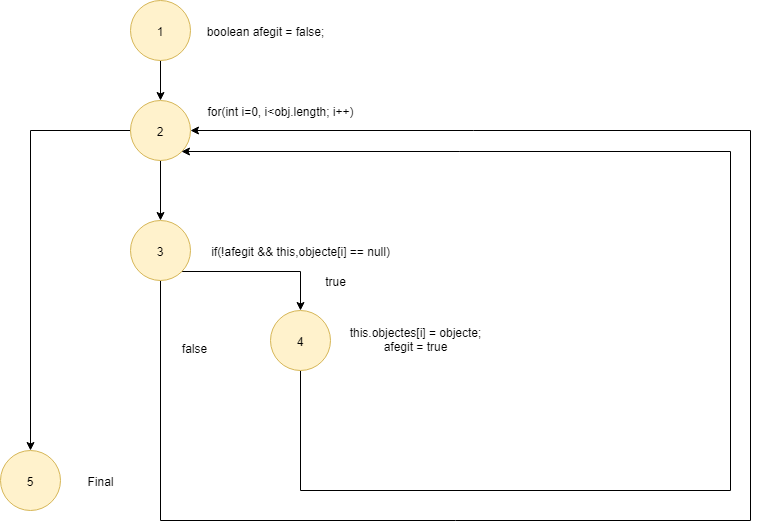 1
boolean afegit = false;
for(int i=0, i<obj.length; i++)
2
3
if(!afegit && this,objecte[i] == null)
true
4
this.objectes[i] = objecte;
afegit = true
false
5
Final